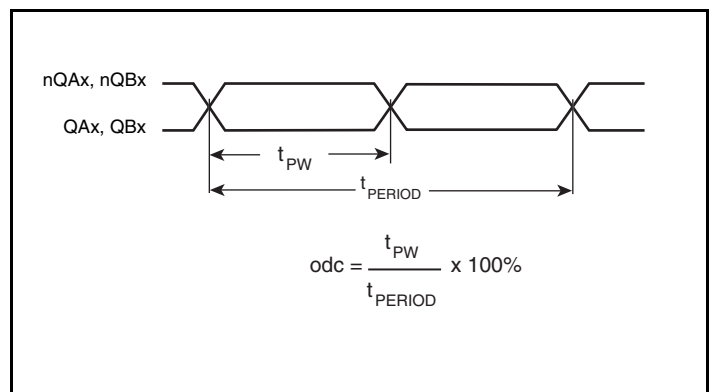 nQAx, nQBx
QAx, QBx
tPW
tPERIOD
odc = tPW / tPERIOD x 100%